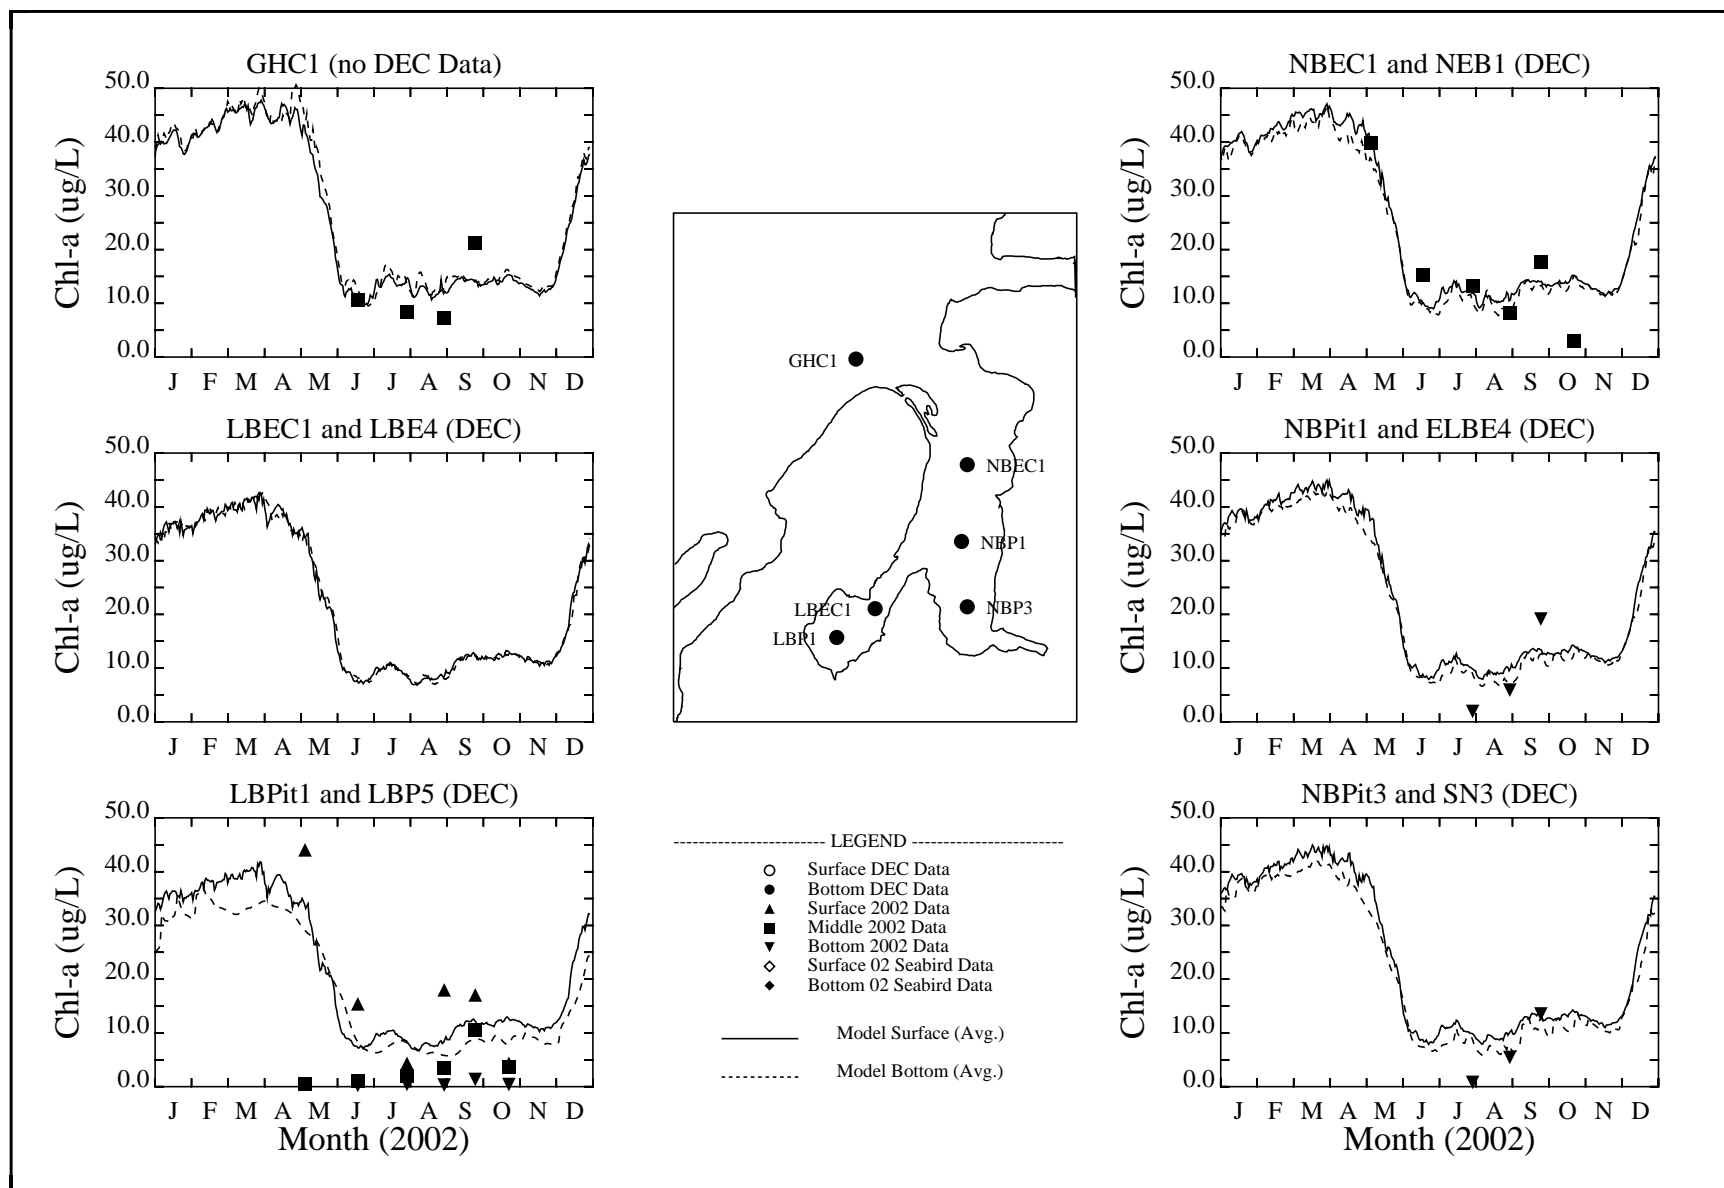 GHC1 (no DEC Data)
Chl-a (ug/L)
50.0
40.0
30.0
20.0
10.0
0.0
J F M A M J J A S O N D
LBEC1 and LBE4 (DEC)
Chl-a (ug/L)
50.0
40.0
30.0
20.0
10.0
0.0
J F M A M J J A S O N D
LBPit1 and LBP5 (DEC)
Chl-a (ug/L)
50.0
40.0
30.0
20.0
10.0
0.0
J F M A M J J A S O N D
Month (2002)
GHC1
NBEC1
NBP1
LBEC1
NBP3
LBP1
LEGEND
Surface DEC Data
Bottom DEC Data
Surface 2002 Data
Middle 2002 Data
Bottom 2002 Data
Surface 02 Seabird Data
Bottom 02 Seabird Data
Model Surface (Avg.)
Model Bottom (Avg.)
NBEC1 and NEB1 (DEC)
Chl-a (ug/L)
50.0
40.0
30.0
20.0
10.0
0.0
J F M A M J J A S O N D
NBPit1 and ELBE4 (DEC)
Chl-a (ug/L)
50.0
40.0
30.0
20.0
10.0
0.0
J F M A M J J A S O N D
NBPit3 and SN3 (DEC)
Chl-a (ug/L)
50.0
40.0
30.0
20.0
10.0
0.0
J F M A M J J A S O N D
Month (2002)